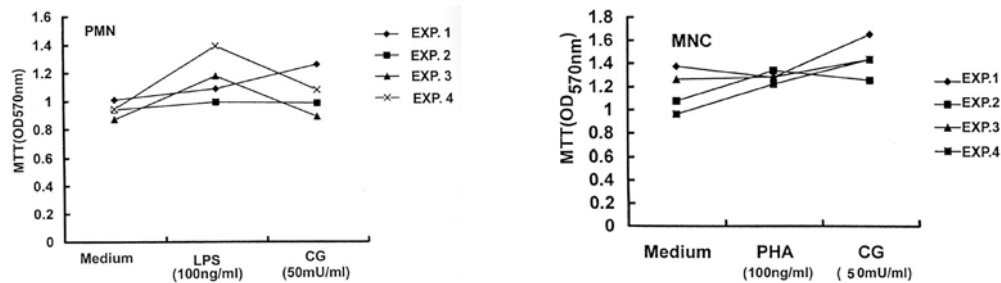 PMN
MTT(OD570nm)
1.6
1.4
1.2
1
0.8
0.6
0.4
0.2
0
Medium LPS CG
(100ng/ml) (50mU/ml)
EXP. 1
EXP. 2
EXP. 3
EXP. 4
MNC
MTT(OD570nm)
1.8
1.6
1.4
1.2
1
0.8
0.6
0.4
0.2
0
Medium PHA CG
(100ng/ml) ( 50mU/ml)
EXP.1
EXP.2
EXP.3
EXP.4